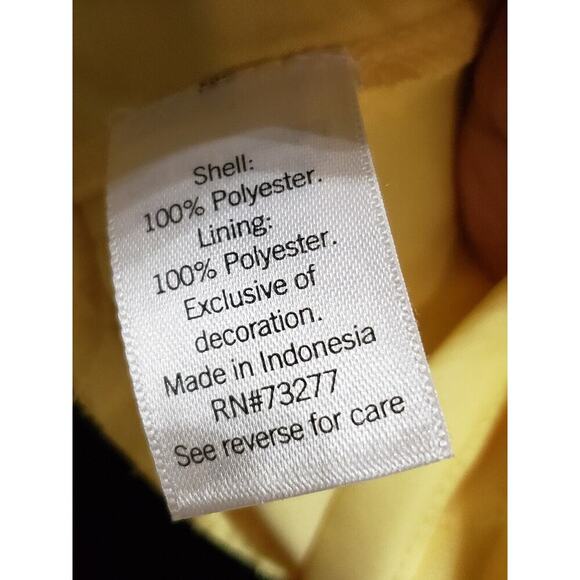 Shell:
100% Polyester.
Lining:
100% Polyester.
Exclusive of
decoration.
Made in Indonesia
RN#73277
See reverse for care